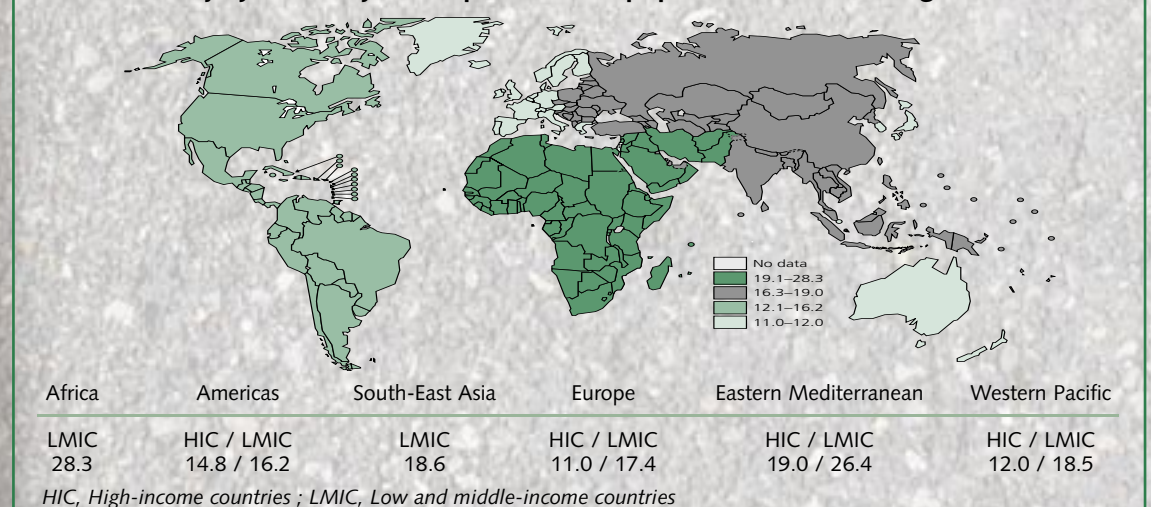 No data
19.1–28.3
16.3–19.0
12.1–16.2
11.0–12.0
Africa Americas South-East Asia Europe Eastern Mediterranean Western Pacific
LMIC HIC / LMIC LMIC HIC / LMIC HIC / LMIC HIC / LMIC
28.3 14.8 / 16.2 18.6 11.0 / 17.4 19.0 / 26.4 12.0 / 18.5
HIC, High-income countries ; LMIC, Low and middle-income countries